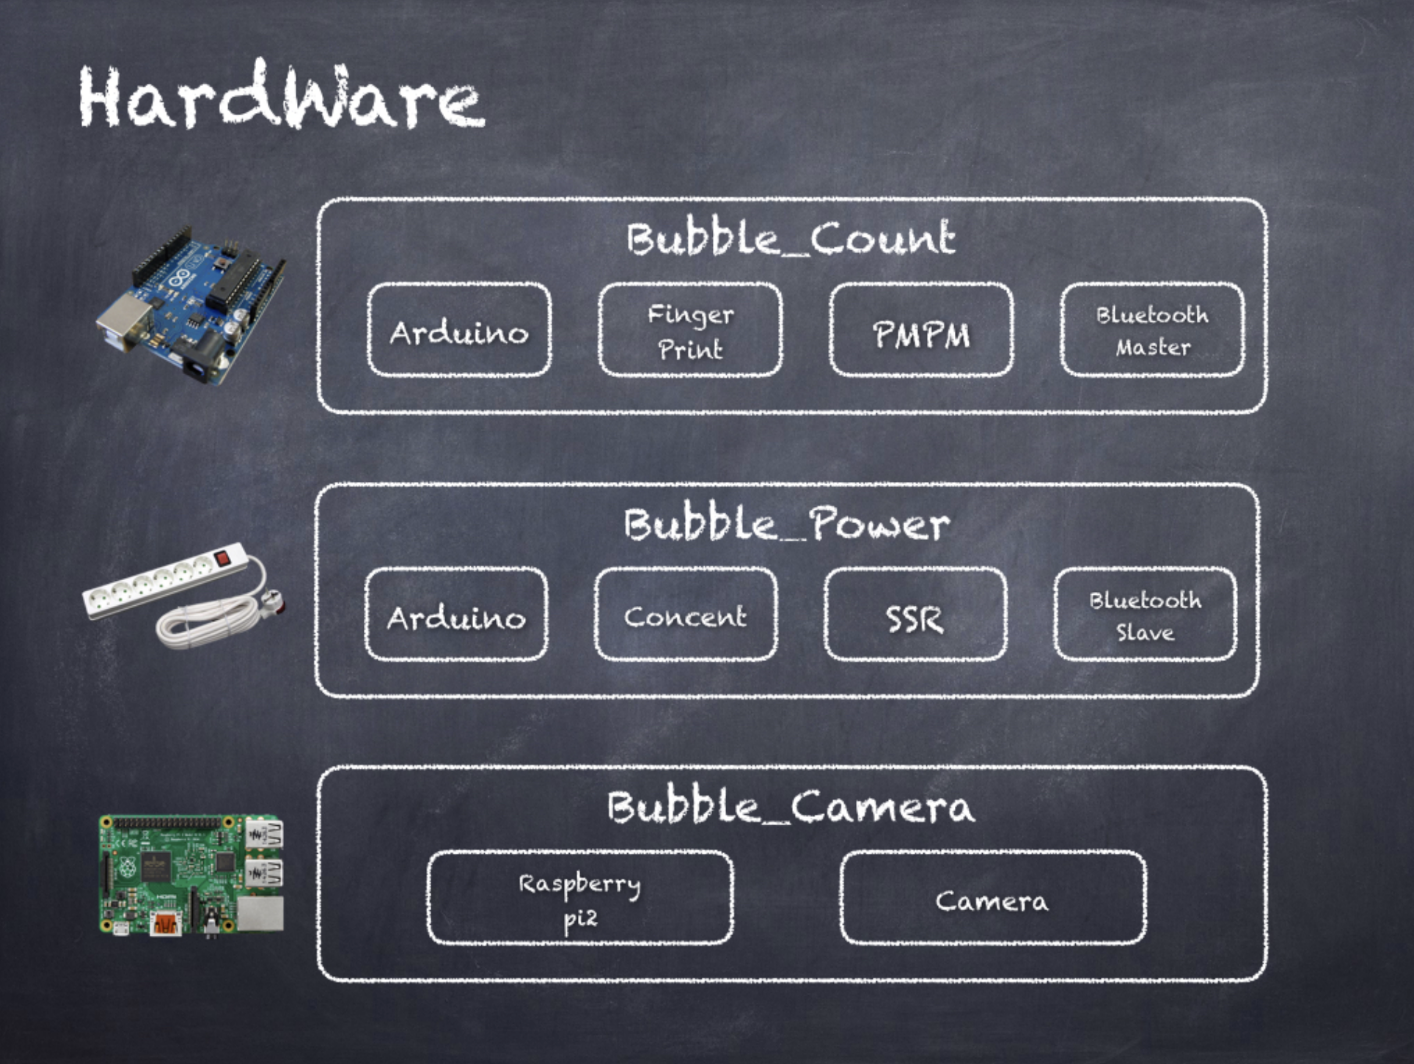 HardWare
Bubble_Count
Arduino
Finger
Print
PMPM
Bluetooth
Master
Bubble_Power
Arduino
Concent
SSR
Bluetooth
Slave
Bubble_Camera
Raspberry
pi2
Camera